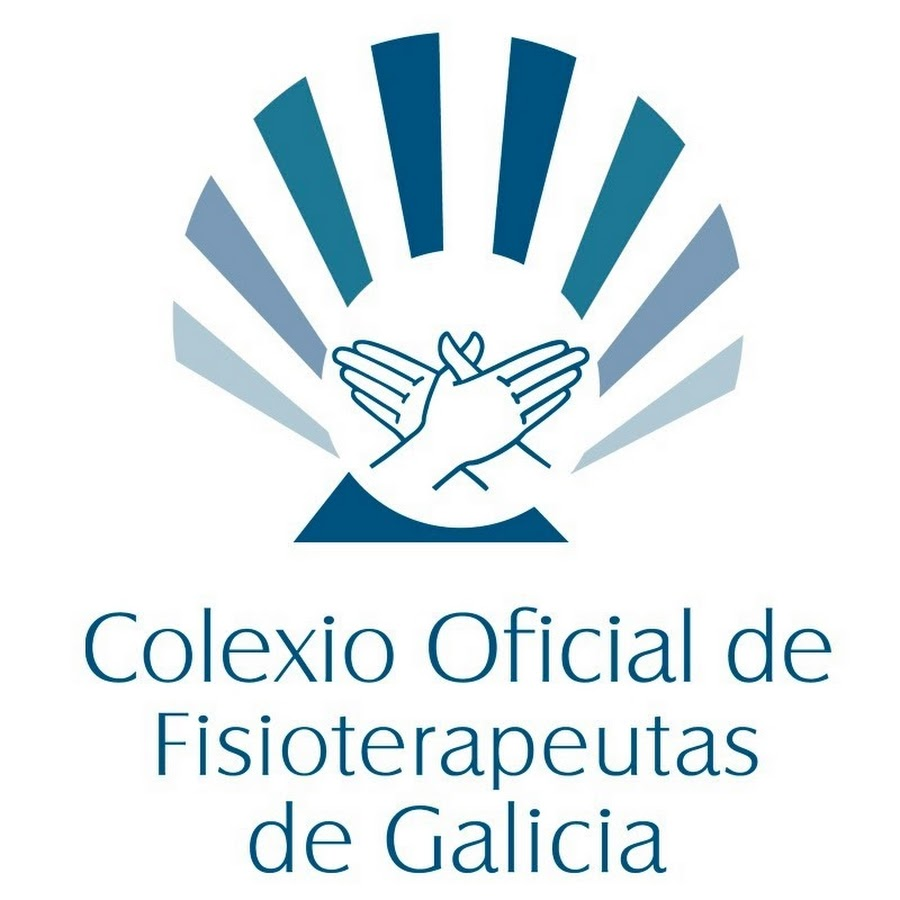 Colexio Oficial de
Fisioterapeutas
de Galicia